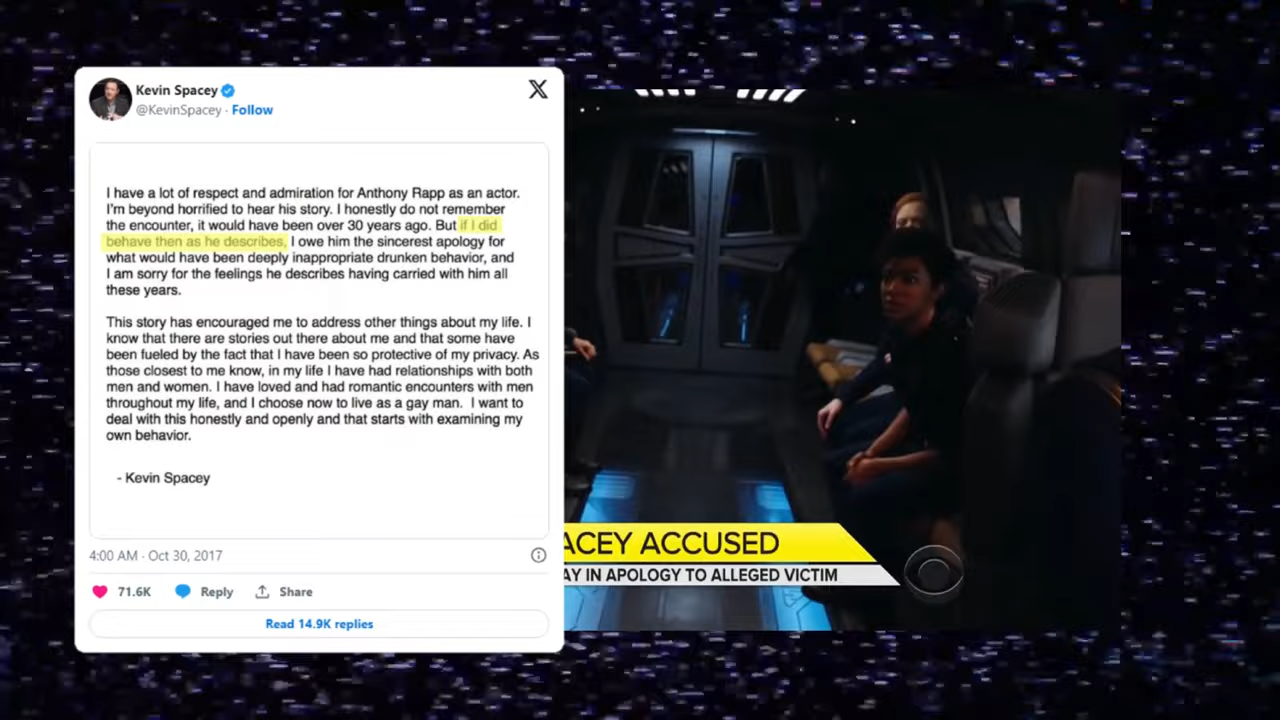 Kevin Spacey
@KevinSpacey · Follow
X
I have a lot of respect and admiration for Anthony Rapp as an actor.
I'm beyond horrified to hear his story. I honestly do not remember
the encounter, it would have been over 30 years ago. But if I did
behave then as he describes, I owe him the sincerest apology for
what would have been deeply inappropriate drunken behavior, and
I am sorry for the feelings he describes having carried with him all
these years.
This story has encouraged me to address other things about my life. I
know that there are stories out there about me and that some have
been fueled by the fact that I have been so protective of my privacy. As
those closest to me know, in my life I have had relationships with both
men and women. I have loved and had romantic encounters with men
throughout my life, and I choose now to live as a gay man. I want to
deal with this honestly and openly and that starts with examining my
own behavior.
- Kevin Spacey
4:00 AM · Oct 30, 2017
71.6K Reply Share
Read 14.9K replies
ACEY ACCUSED
AY IN APOLOGY TO ALLEGED VICTIM